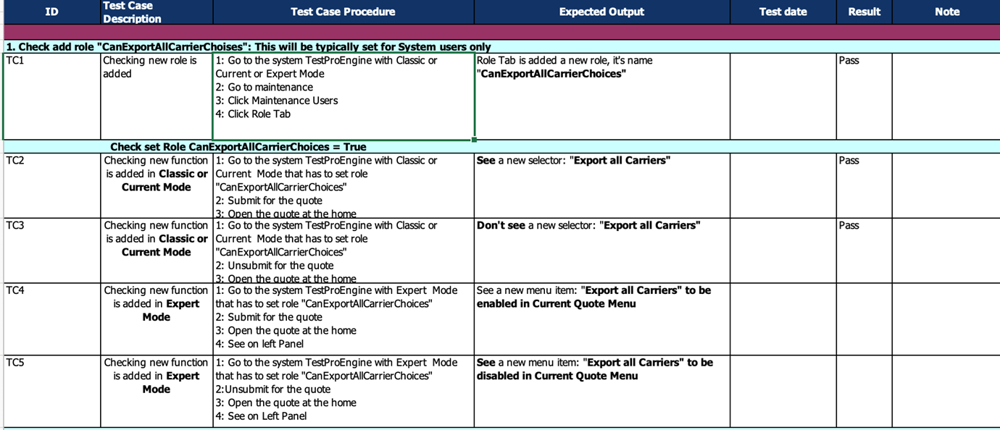 ID
Test Case
Description
Test Case Procedure
Expected Output
Test date
Result
Note
1. Check add role "CanExportAllCarrierChoises": This will be typically set for System users only
TC1
Checking new role is
added
1: Go to the system TestProEngine with Classic or
Current or Expert Mode
2: Go to maintenance
3: Click Maintenance Users
4: Click Role Tab
Role Tab is added a new role, it's name
"CanExportAllCarrierChoices"
Pass
Check set Role CanExportAllCarrierChoices = True
TC2
Checking new function
is added in Classic or
Current Mode
1: Go to the system TestProEngine with Classic or
Current  Mode that has to set role
"CanExportAllCarrierChoices"
2: Submit for the quote
3: Open the quote at the home
See a new selector: "Export all Carriers"
Pass
TC3
Checking new function
is added in Classic or
Current Mode
1: Go to the system TestProEngine with Classic or
Current  Mode that has to set role
"CanExportAllCarrierChoices"
2: Unsubmit for the quote
3: Open the quote at the home
Don't see a new selector: "Export all Carriers"
Pass
TC4
Checking new function
is added in Expert
Mode
1: Go to the system TestProEngine with Expert  Mode
that has to set role "CanExportAllCarrierChoices"
2: Submit for the quote
3: Open the quote at the home
4: See on left Panel
See a new menu item: "Export all Carriers" to be
enabled in Current Quote Menu
TC5
Checking new function
is added in Expert
Mode
1: Go to the system TestProEngine with Expert  Mode
that has to set role "CanExportAllCarrierChoices"
2:Unsubmit for the quote
3: Open the quote at the home
4: See on Left Panel
See a new menu item: "Export all Carriers" to be
disabled in Current Quote Menu